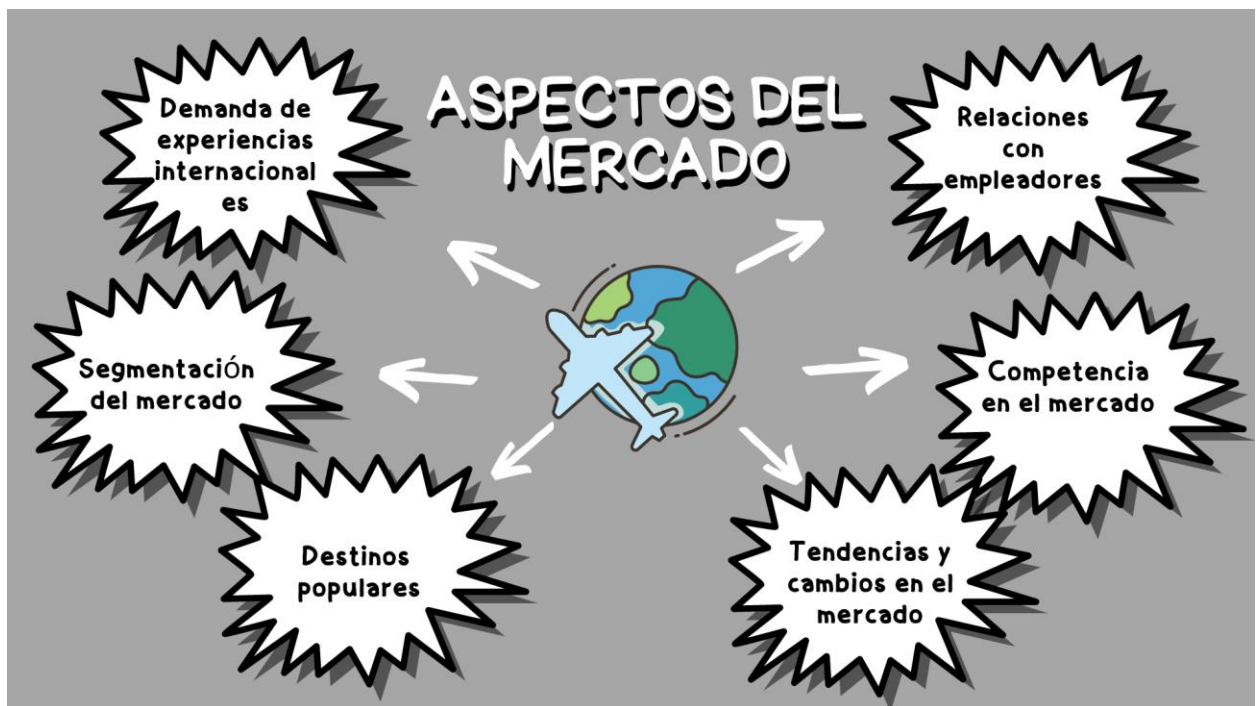 ASPECTOS DEL
MERCADO
Demanda de
experiencias
internacional
es
Relaciones
con
empleadores
Segmentación
del mercado
Competencia
en el mercado
Destinos
populares
Tendencias y
cambios en el
mercado